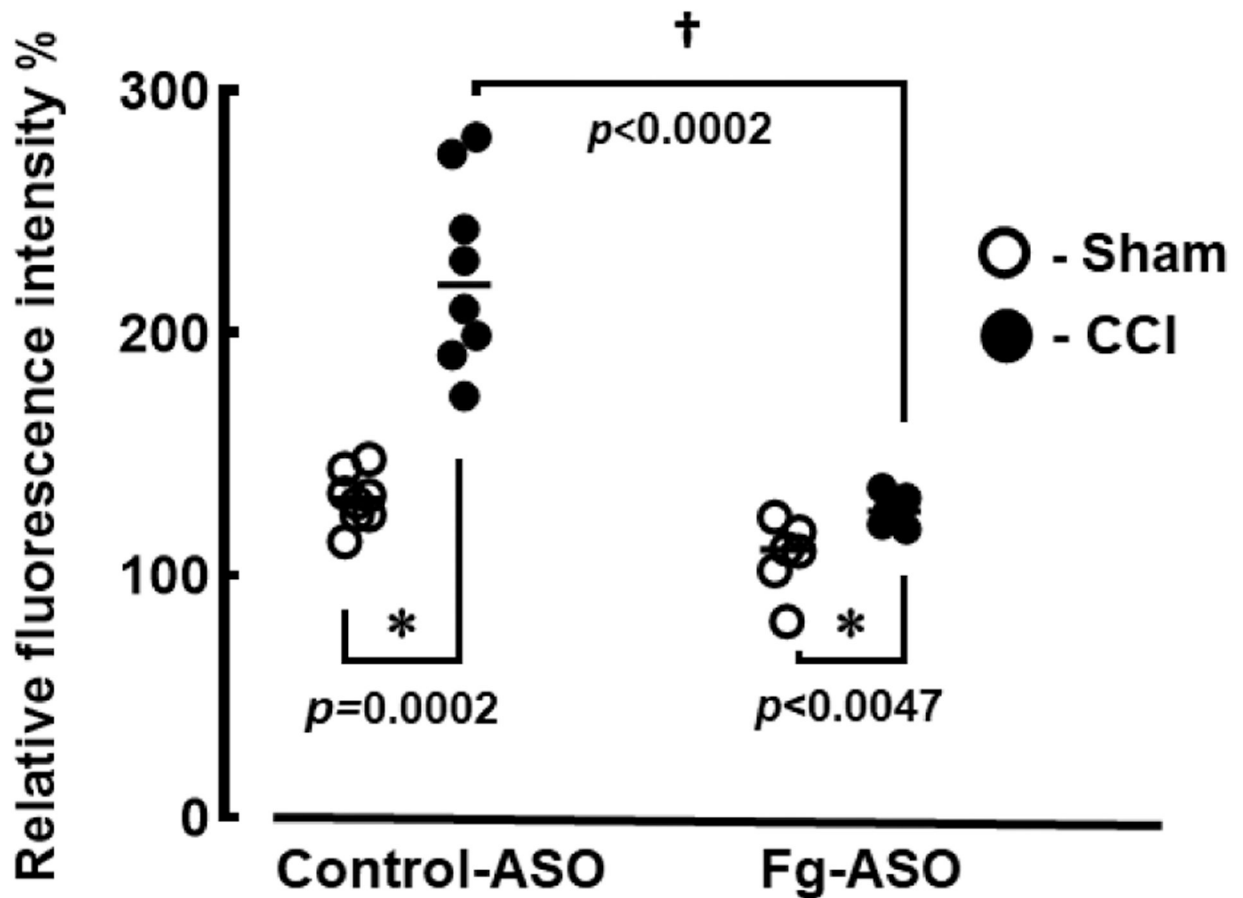 Relative fluorescence intensity %
300
200
100
0
†
p<0.0002
- Sham
- CCI
*
p=0.0002
*
p<0.0047
Control-ASO
Fg-ASO